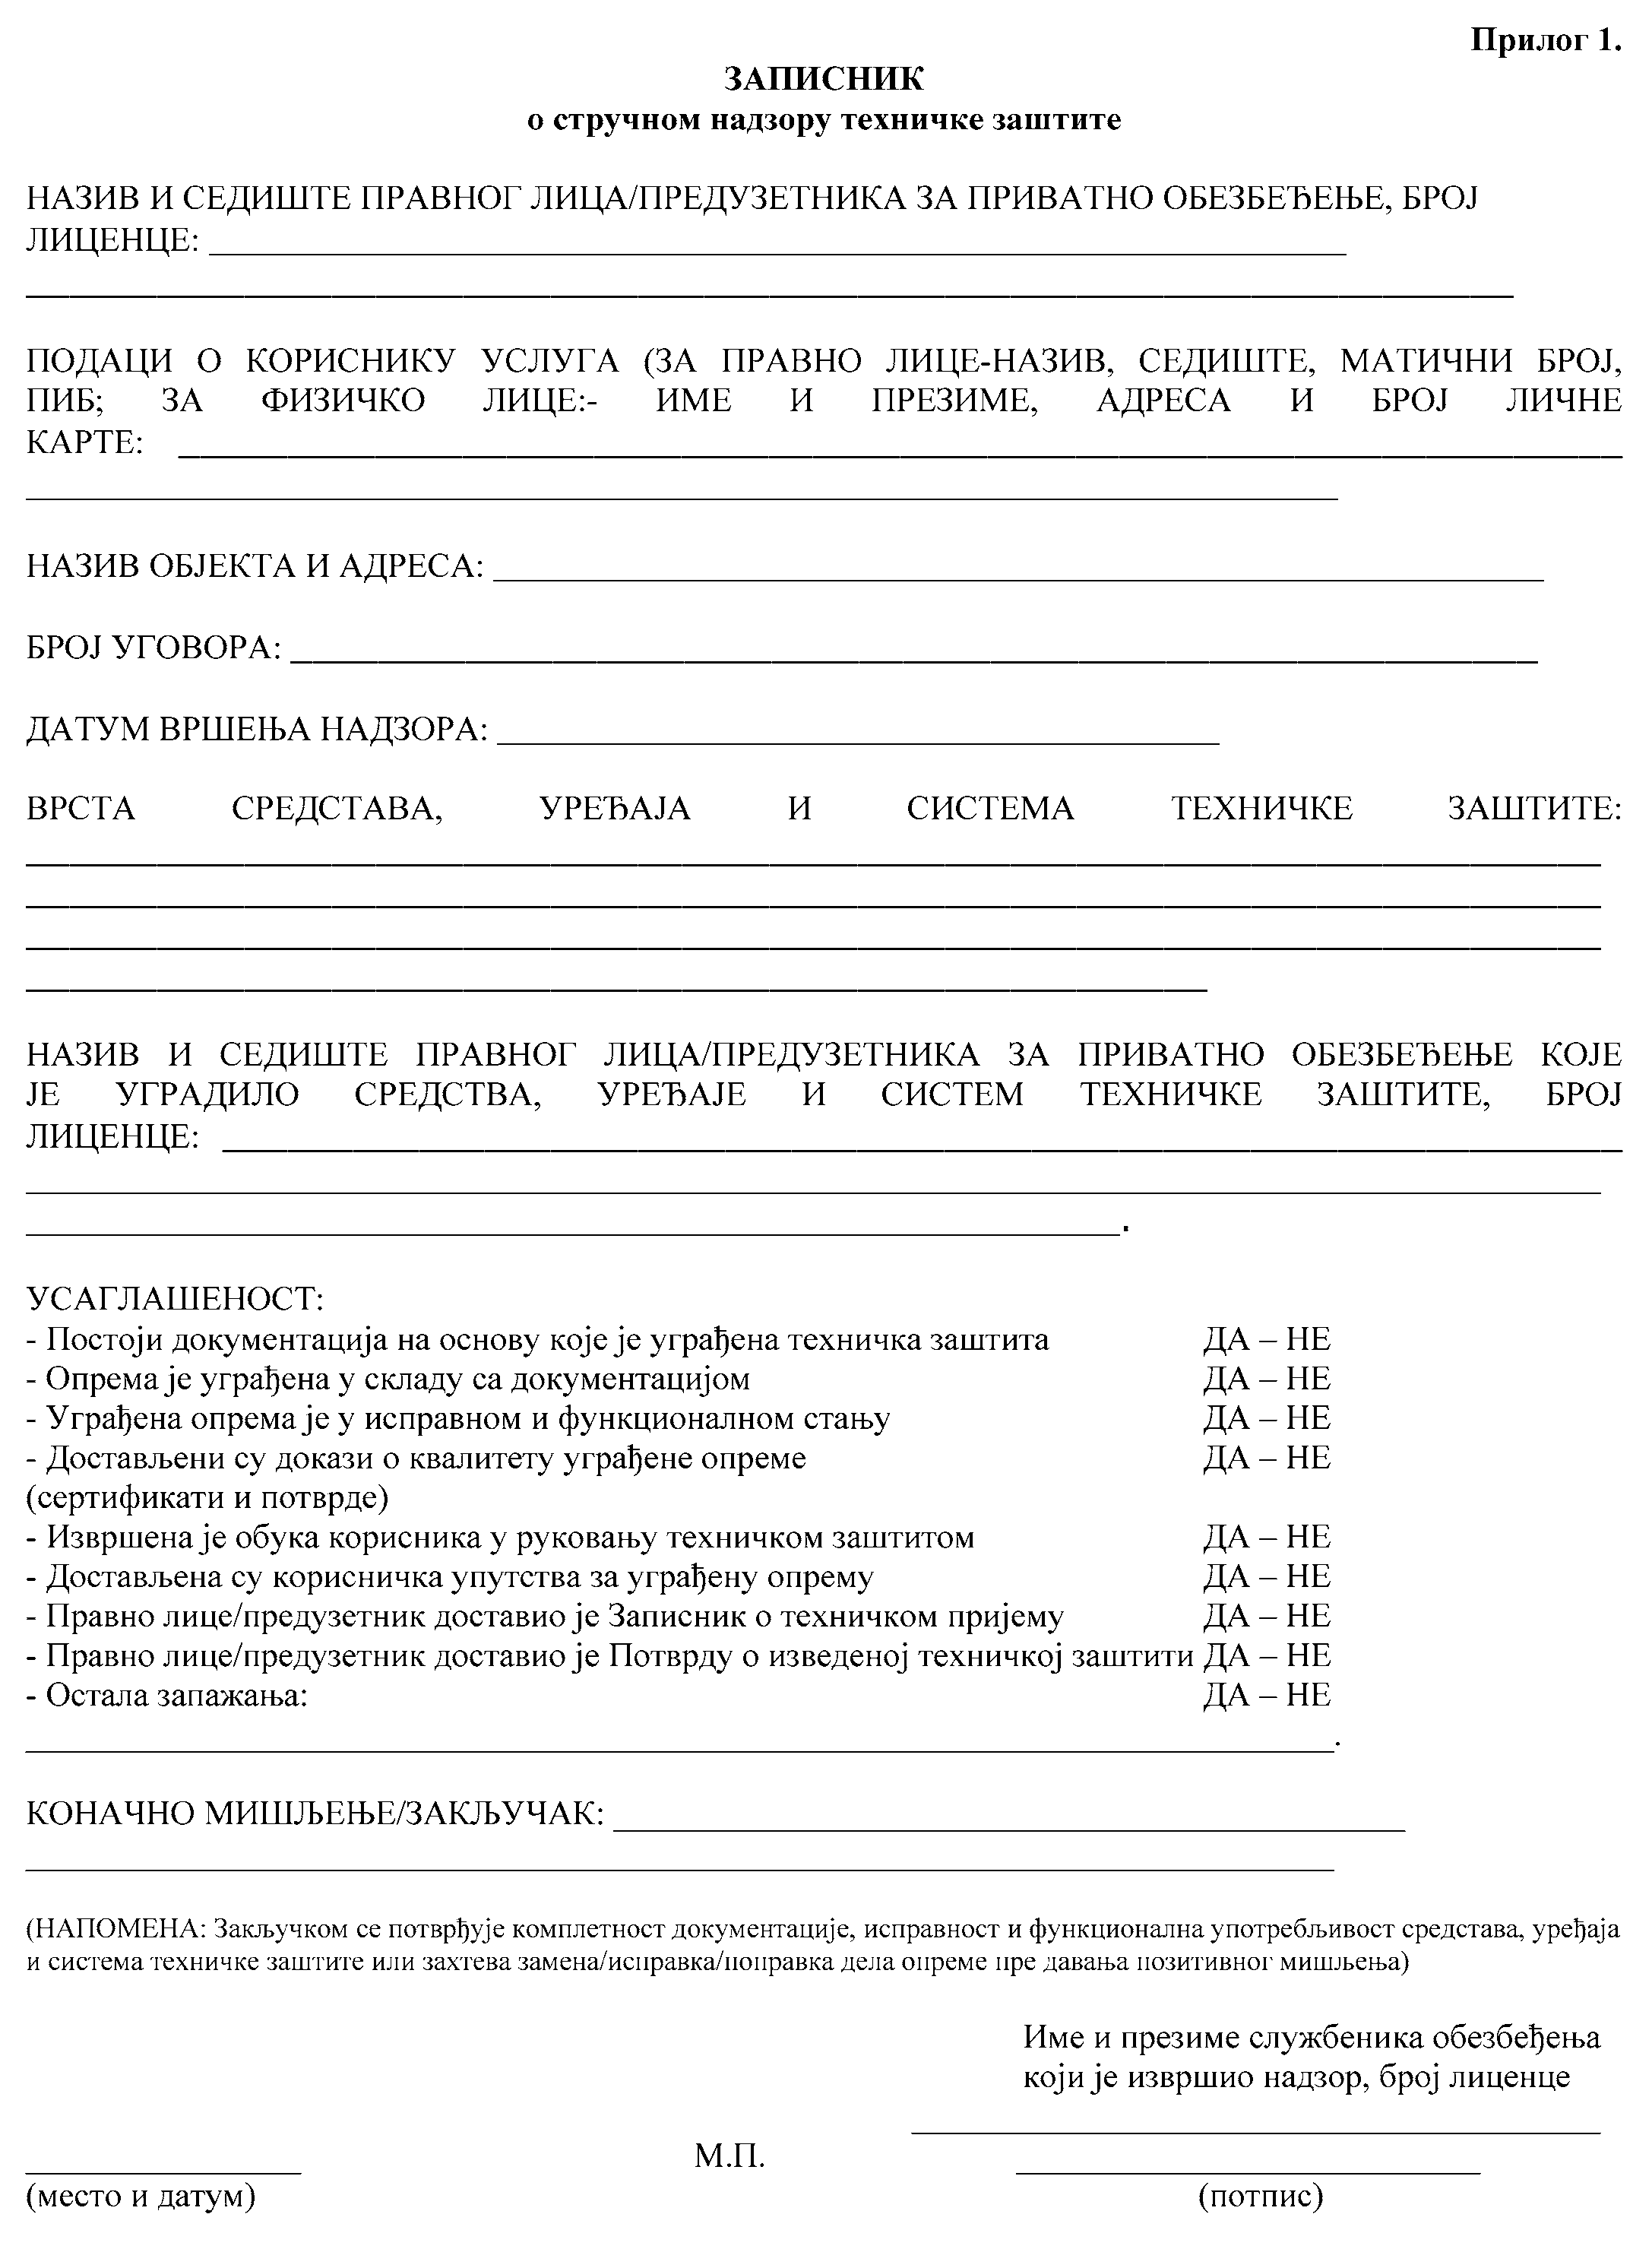 Прилог 1.
ЗАПИСНИК
о стручном надзору техничке заштите
НАЗИВ И СЕДИШТЕ ПРАВНОГ ЛИЦА/ПРЕДУЗЕТНИКА ЗА ПРИВАТНО ОБЕЗБЕЂЕЊЕ, БРОЈ
ЛИЦЕНЦЕ:
ПОДАЦИ О КОРИСНИКУ УСЛУГА (ЗА ПРАВНО ЛИЦЕ-НАЗИВ, СЕДИШТЕ, МАТИЧНИ БРОЈ,
ПИБ; ЗА ФИЗИЧКО ЛИЦЕ:- ИМЕ И ПРЕЗИМЕ, АДРЕСА И БРОЈ ЛИЧНЕ
КАРТЕ:
НАЗИВ ОБЈЕКТА И АДРЕСА:
БРОЈ УГОВОРА:
ДАТУМ ВРШЕЊА НАДЗОРА:
ВРСТА СРЕДСТАВА, УРЕЂАЈА И СИСТЕМА ТЕХНИЧКЕ ЗАШТИТЕ:
НАЗИВ И СЕДИШТЕ ПРАВНОГ ЛИЦА/ПРЕДУЗЕТНИКА ЗА ПРИВАТНО ОБЕЗБЕЂЕЊЕ КОЈЕ
ЈЕ УГРАДИЛО СРЕДСТВА, УРЕЂАЈЕ И СИСТЕМ ТЕХНИЧКЕ ЗАШТИТЕ, БРОЈ
ЛИЦЕНЦЕ:
.
УСАГЛАШЕНОСТ:
- Постоји документација на основу које је уграђена техничка заштита ДА – НЕ
- Опрема је уграђена у складу са документацијом ДА – НЕ
- Уграђена опрема је у исправном и функционалном стању ДА – НЕ
- Достављени су докази о квалитету уграђене опреме ДА – НЕ
(сертификати и потврде)
- Извршена је обука корисника у руковању техничком заштитом ДА – НЕ
- Достављена су корисничка упутства за уграђену опрему ДА – НЕ
- Правно лице/предузетник доставио је Записник о техничком пријему ДА – НЕ
- Правно лице/предузетник доставио је Потврду о изведеној техничкој заштити ДА – НЕ
- Остала запажања: ДА – НЕ
.
КОНАЧНО МИШЉЕЊЕ/ЗАКЉУЧАК:
(НАПОМЕНА: Закључком се потврђује комплетност документације, исправност и функционална употребљивост средстава, уређаја
и система техничке заштите или захтева замена/исправка/поправка дела опреме пре давања позитивног мишљења)
Име и презиме службеника обезбеђења
који је извршио надзор, број лиценце
М.П.
(место и датум) (потпис)